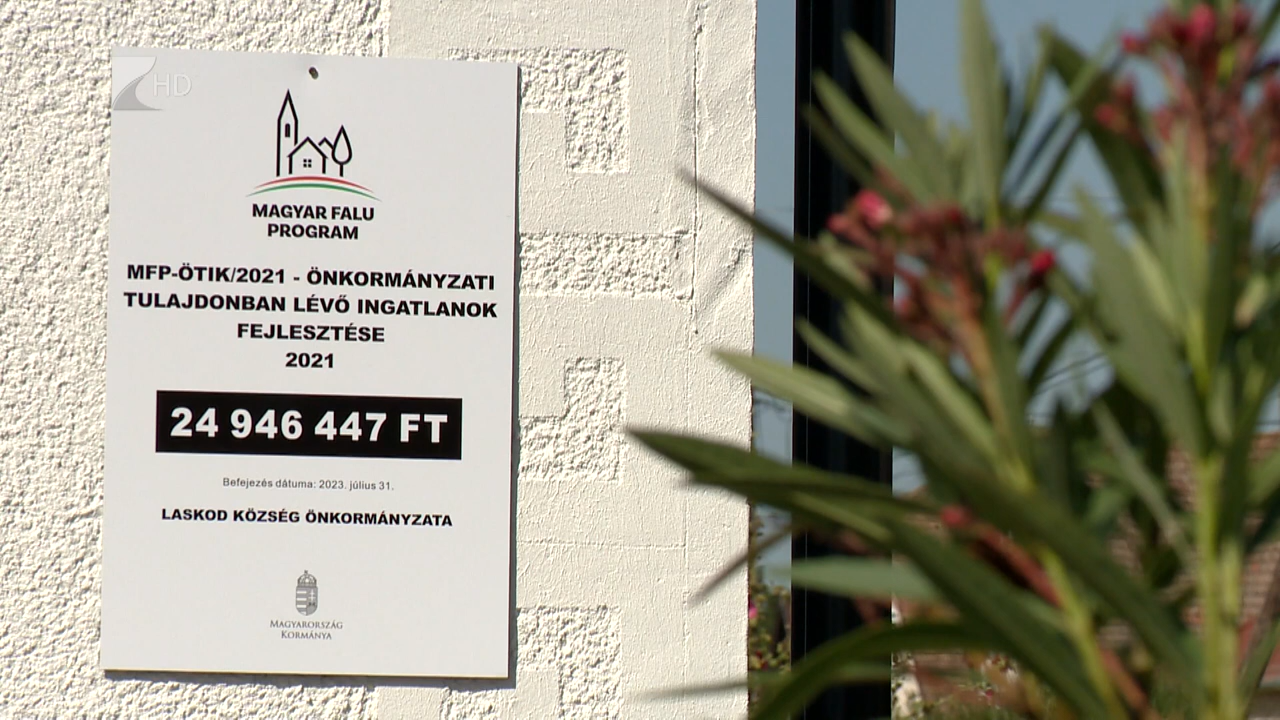 HD
MAGYAR FALU
PROGRAM
MFP-ÖTIK/2021 - ÖNKORMÁNYZATI
TULAJDONBAN LÉVŐ INGATLANOK
FEJLESZTÉSE
2021
24 946 447 FT
Befejezés dátuma: 2023. július 31.
LASKOD KÖZSÉG ÖNKORMÁNYZATA
MAGYARORSZÁG
KORMÁNYA